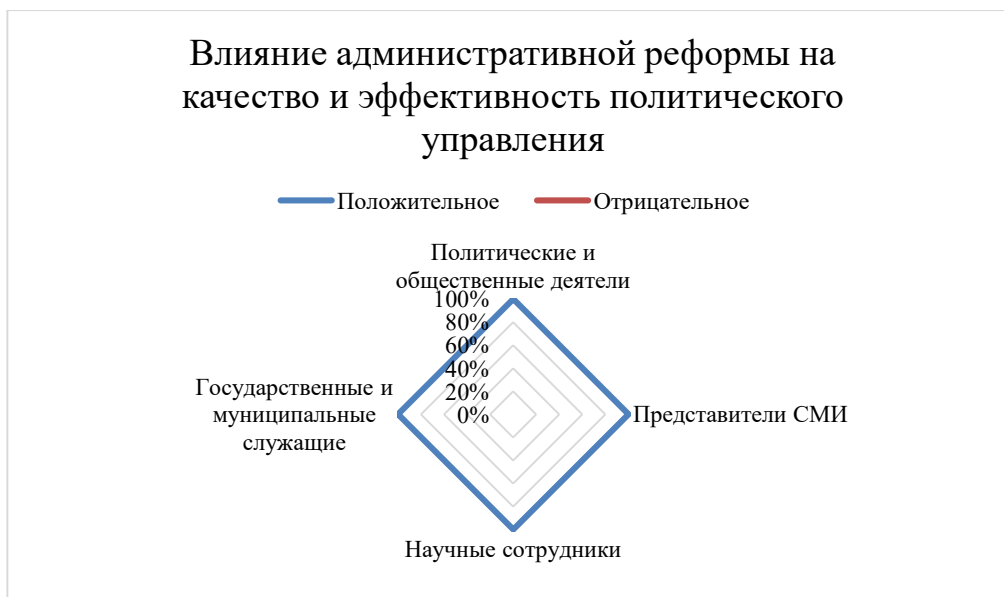 Влияние административной реформы на
качество и эффективность политического
управления
Положительное
Отрицательное
Политические и
общественные деятели
100%
80%
60%
40%
20%
0%
Государственные и
муниципальные
служащие
Представители СМИ
Научные сотрудники